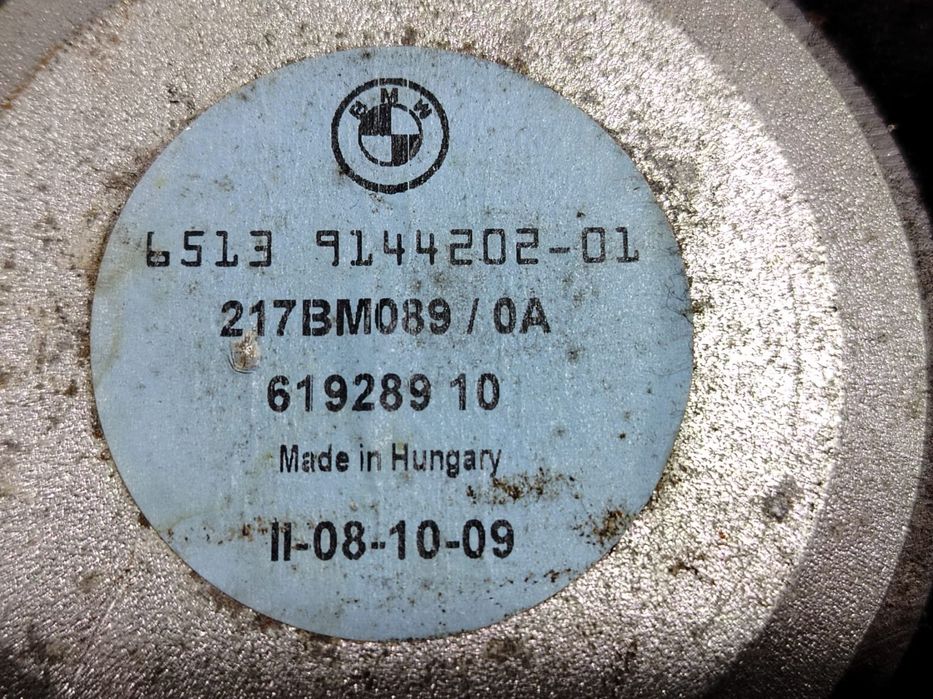 BMW
6513 9144202-01
217BM089 / 0A
619289 10
Made in Hungary
II-08-10-09